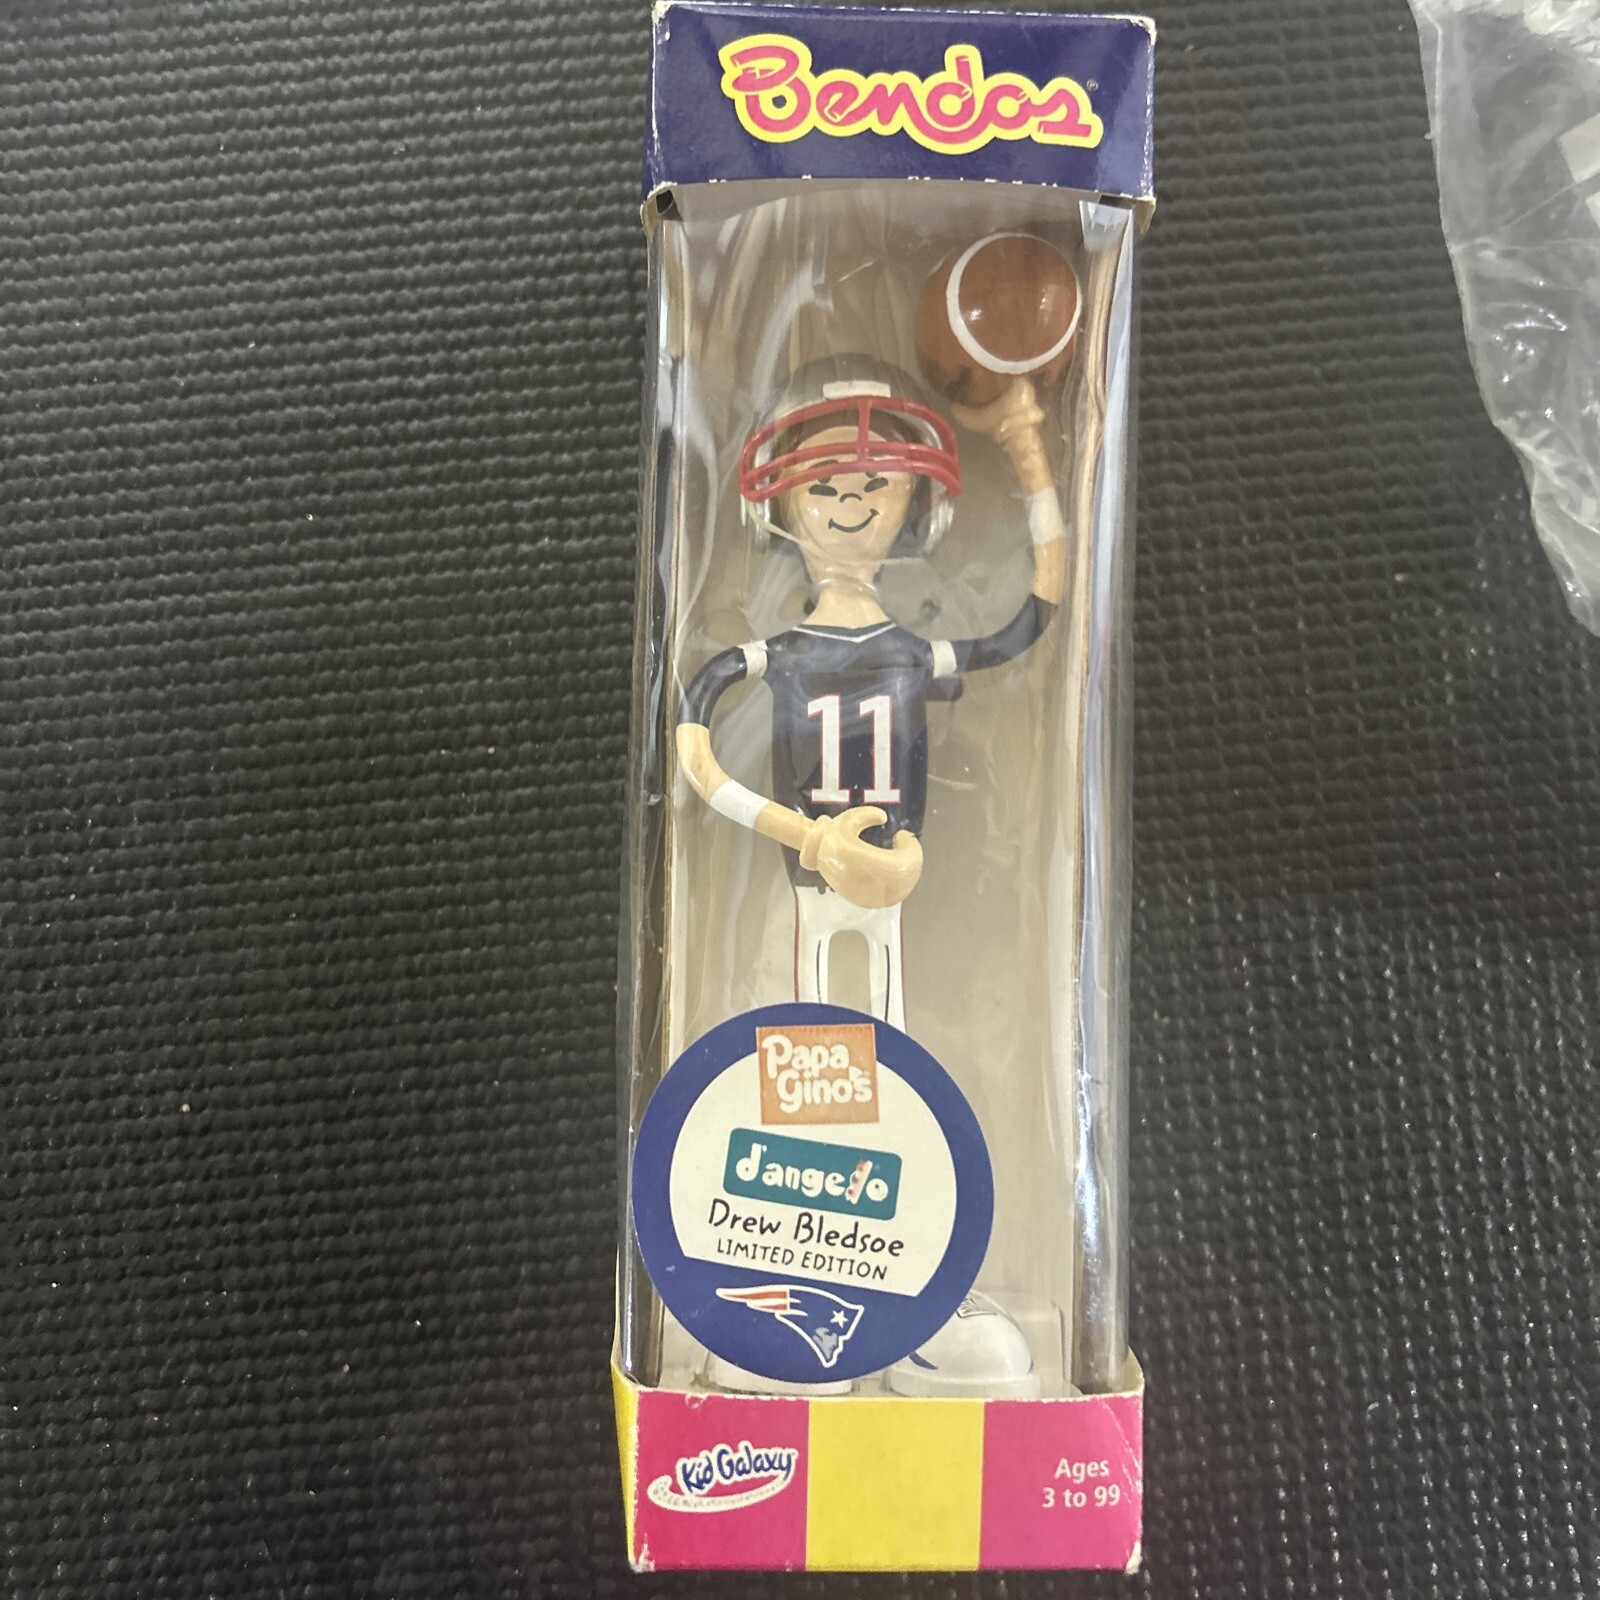 Bendos®
11
Papa
Gino's
d'angelo
Drew Bledsoe
LIMITED EDITION
Kid Galaxy
Ages
3 to 99